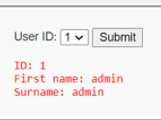 User ID: 1 Submit
ID: 1
First name: admin
Surname: admin